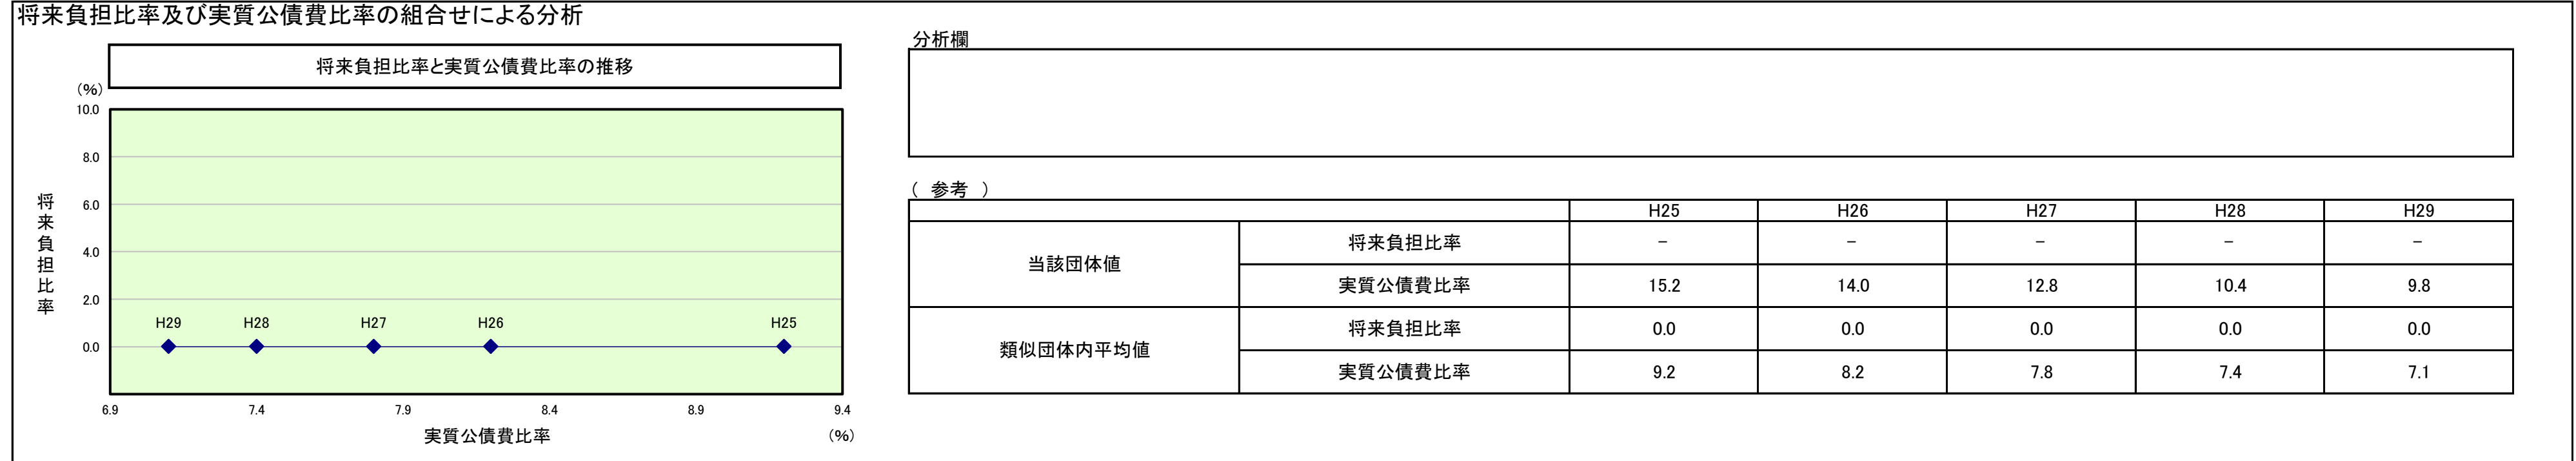 将来負担比率及び実質公債費比率の組合せによる分析
将来負担比率と実質公債費比率の推移
（%）
10.0
8.0
6.0
4.0
2.0
0.0
将来負担比率
H29 H28 H27 H26 H25
6.9 7.4 7.9 8.4 8.9 9.4
実質公債費比率
（%）
分析欄
（ 参考 ）
H25 H26 H27 H28 H29
当該団体値
将来負担比率 － － － － －
実質公債費比率 15.2 14.0 12.8 10.4 9.8
類似団体内平均値
将来負担比率 0.0 0.0 0.0 0.0 0.0
実質公債費比率 9.2 8.2 7.8 7.4 7.1